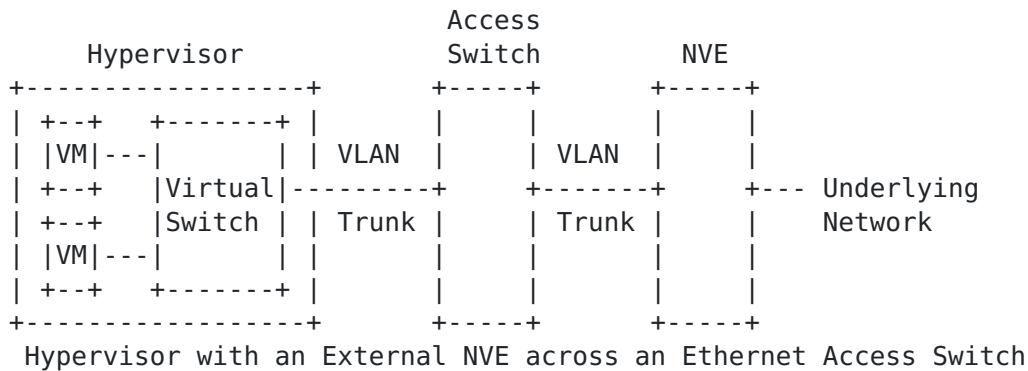 Access
Hypervisor Switch NVE
+------------------+ +-----+ +-----+
| +--+ +-------+ | | | | |
| |VM|---| | | VLAN | | VLAN | |
| +--+ |Virtual|---------+ +-------+ +--- Underlying
| +--+ |Switch | | Trunk | | Trunk | | Network
| |VM|---| | | | | | |
| +--+ +-------+ | | | | |
+------------------+ +-----+ +-----+
Hypervisor with an External NVE across an Ethernet Access Switch